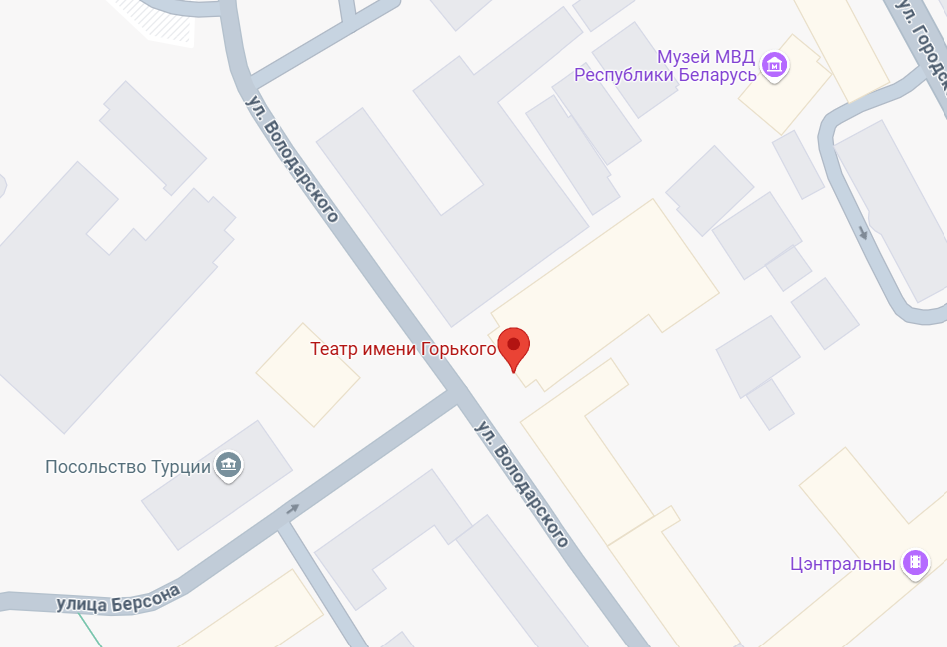 ул. Городск
Музей МВД
Республики Беларусь
ул. Володарского
Театр имени Горького
ул. Володарского
Посольство Турции
Цэнтральны
улица Берсона